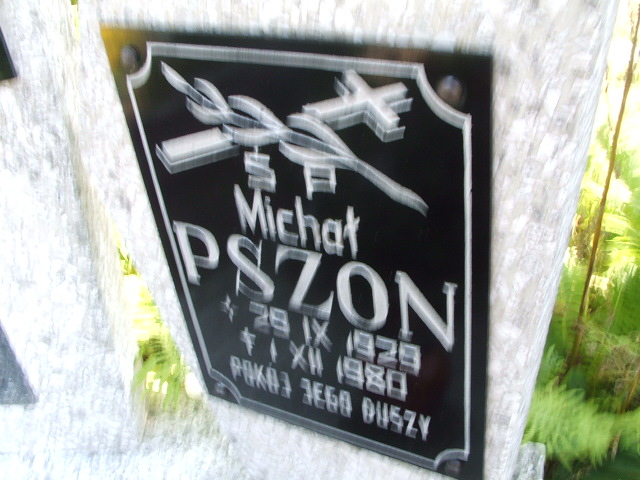 Ś P
Michał
PSZON
* 29 IX 1929
+ 1 XII 1980
POKÓJ JEGO DUSZY